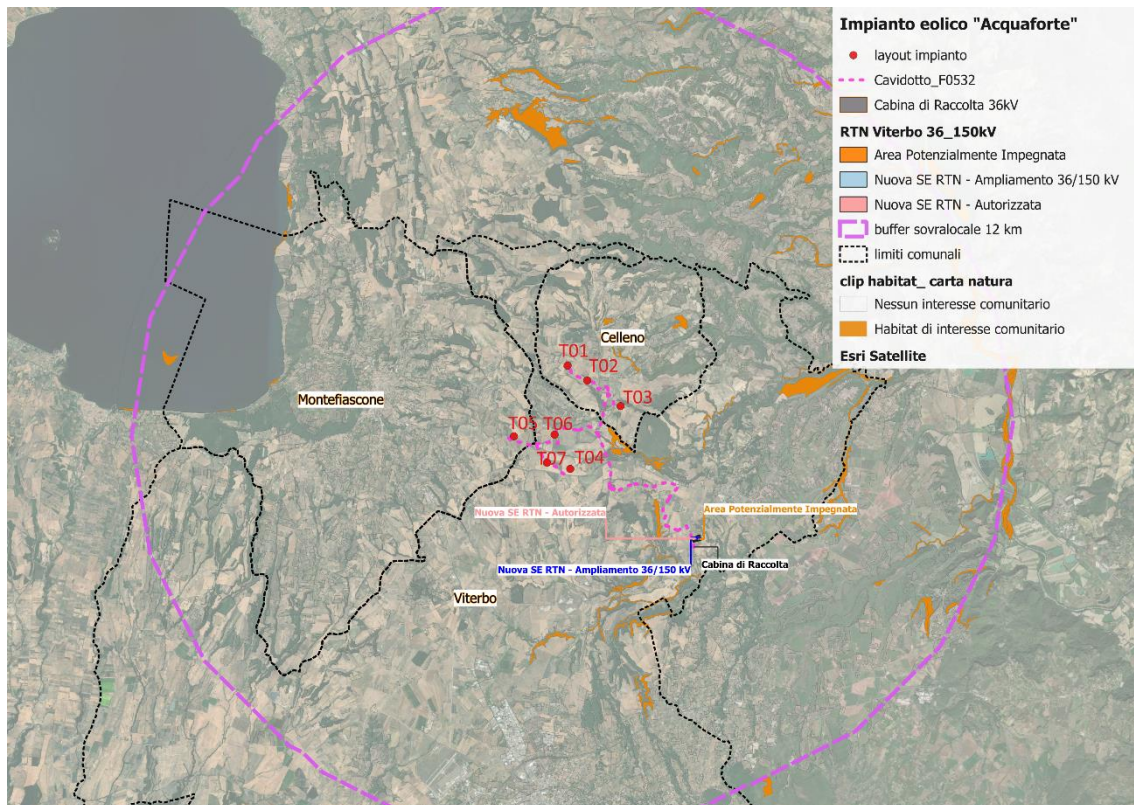 Impianto eolico "Acquaforte"
layout impianto
Cavidotto_F0532
Cabina di Raccolta 36kV
RTN Viterbo 36_150kV
Area Potenzialmente Impegnata
Nuova SE RTN - Ampliamento 36/150 kV
Nuova SE RTN - Autorizzata
buffer sovralocale 12 km
limiti comunali
clip habitat_ carta natura
Nessun interesse comunitario
Habitat di interesse comunitario
Esri Satellite
Celleno
T01
T02
Montefiascone
T03
T05
T06
T07
T04
Nuova SE RTN - Autorizzata
Area Potenzialmente Impegnata
Nuova SE RTN - Ampliamento 36/150 kV
Cabina di Raccolta
Viterbo